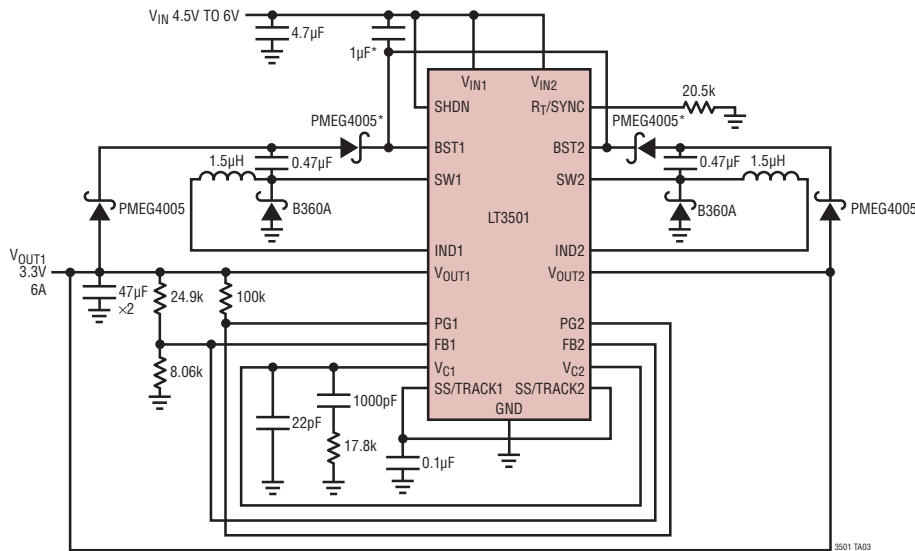 V_IN 4.5V TO 6V
4.7µF
1µF*
V_IN1
V_IN2
SHDN
R_T/SYNC
20.5k
PMEG4005*
PMEG4005*
BST1
BST2
1.5µH
0.47µF
0.47µF
1.5µH
SW1
SW2
PMEG4005
B360A
LT3501
B360A
PMEG4005
IND1
IND2
V_OUT1
3.3V
6A
V_OUT1
V_OUT2
47µF
×2
24.9k
100k
PG1
PG2
FB1
FB2
8.06k
V_C1
V_C2
SS/TRACK1
SS/TRACK2
1000pF
GND
22pF
17.8k
0.1µF
3501 TA03